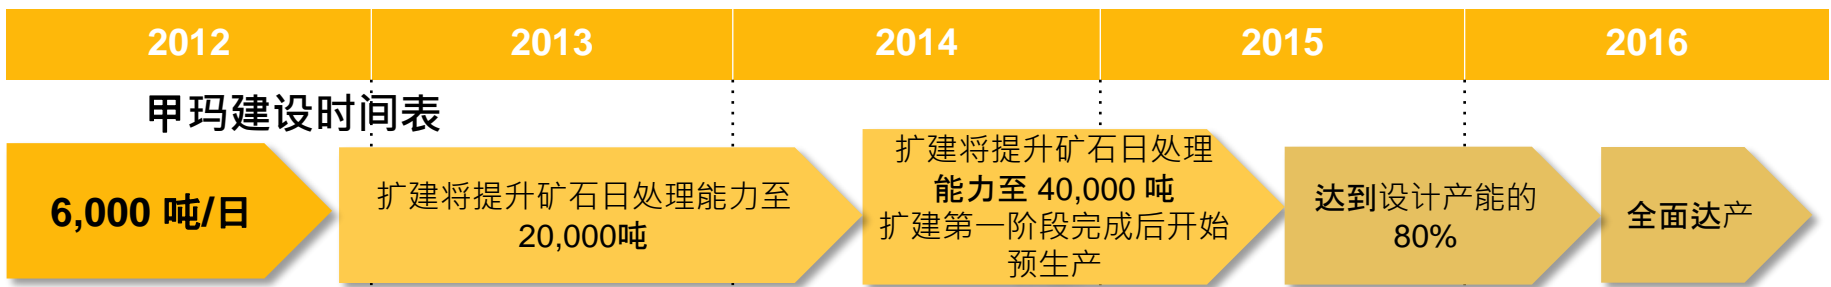 2012
2013
2014
2015
2016
甲玛建设时间表
6,000 吨/日
扩建将提升矿石日处理能力至
20,000吨
扩建将提升矿石日处理
能力至 40,000 吨
扩建第一阶段完成后开始
预生产
达到设计产能的
80%
全面达产